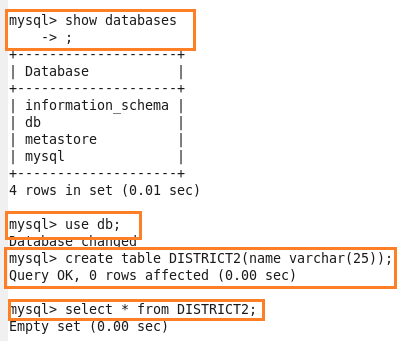 mysql> show databases
    -> ;
+--------------------+
| Database           |
+--------------------+
| information_schema |
| db                 |
| metastore          |
| mysql              |
+--------------------+
4 rows in set (0.01 sec)
mysql> use db;
Database changed
mysql> create table DISTRICT2(name varchar(25));
Query OK, 0 rows affected (0.00 sec)
mysql> select * from DISTRICT2;
Empty set (0.00 sec)